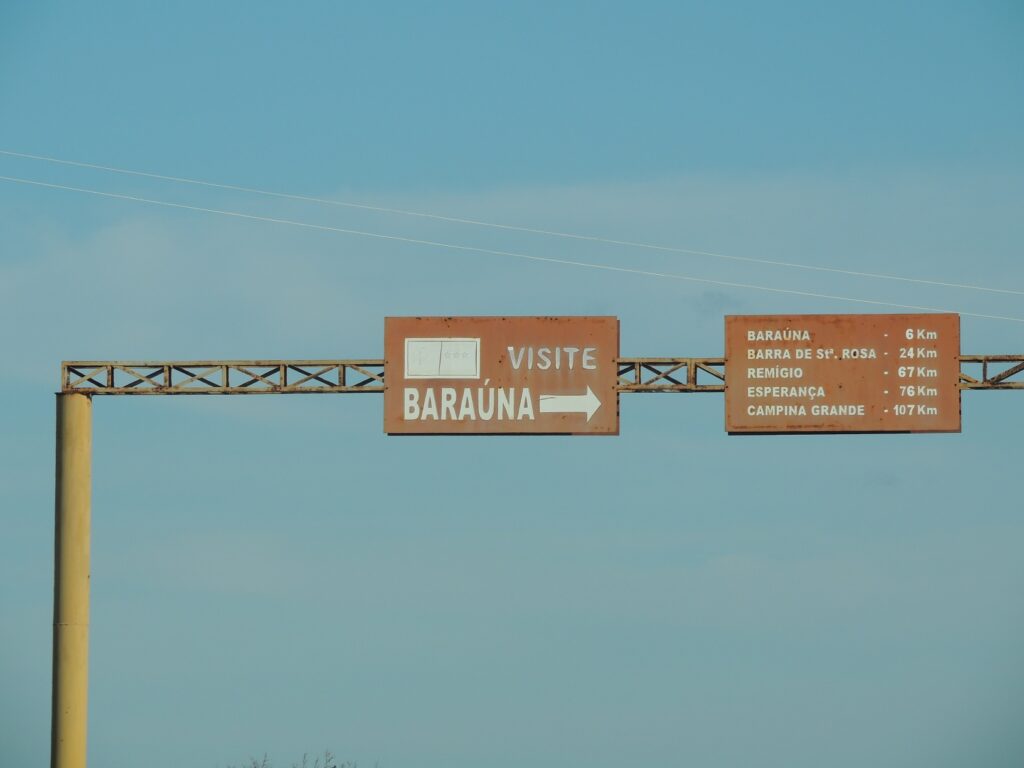 VISITE
BARAÚNA
BARAÚNA - 6 Km
BARRA DE Stª. ROSA - 24 Km
REMÍGIO - 67 Km
ESPERANÇA - 76 Km
CAMPINA GRANDE - 107 Km